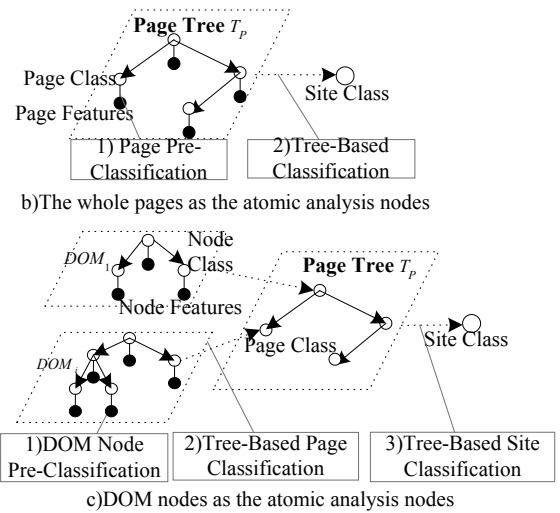 Page Tree T_P
Page Class
Site Class
Page Features
1) Page Pre-
Classification
2)Tree-Based
Classification
b)The whole pages as the atomic analysis nodes
Node
Class
DOM_1
Page Tree T_P
Node Features
Page Class
Site Class
DOM
1)DOM Node
Pre-Classification
2)Tree-Based Page
Classification
3)Tree-Based Site
Classification
c)DOM nodes as the atomic analysis nodes